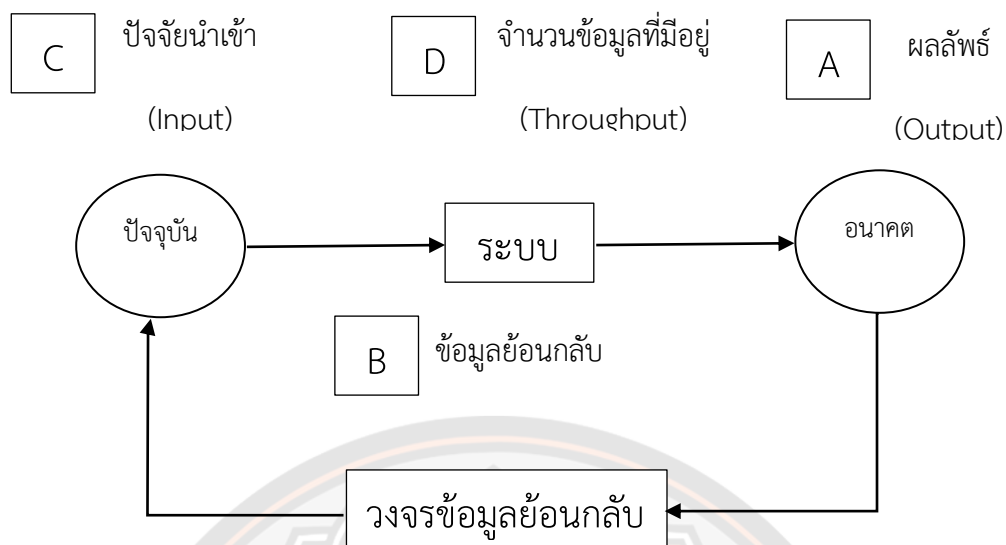 C
ปัจจัยนำเข้า
(Input)
D
จำนวนข้อมูลที่มีอยู่
(Throughput)
A
ผลลัพธ์
(Output)
ปัจจุบัน
ระบบ
อนาคต
B
ข้อมูลย้อนกลับ
วงจรข้อมูลย้อนกลับ